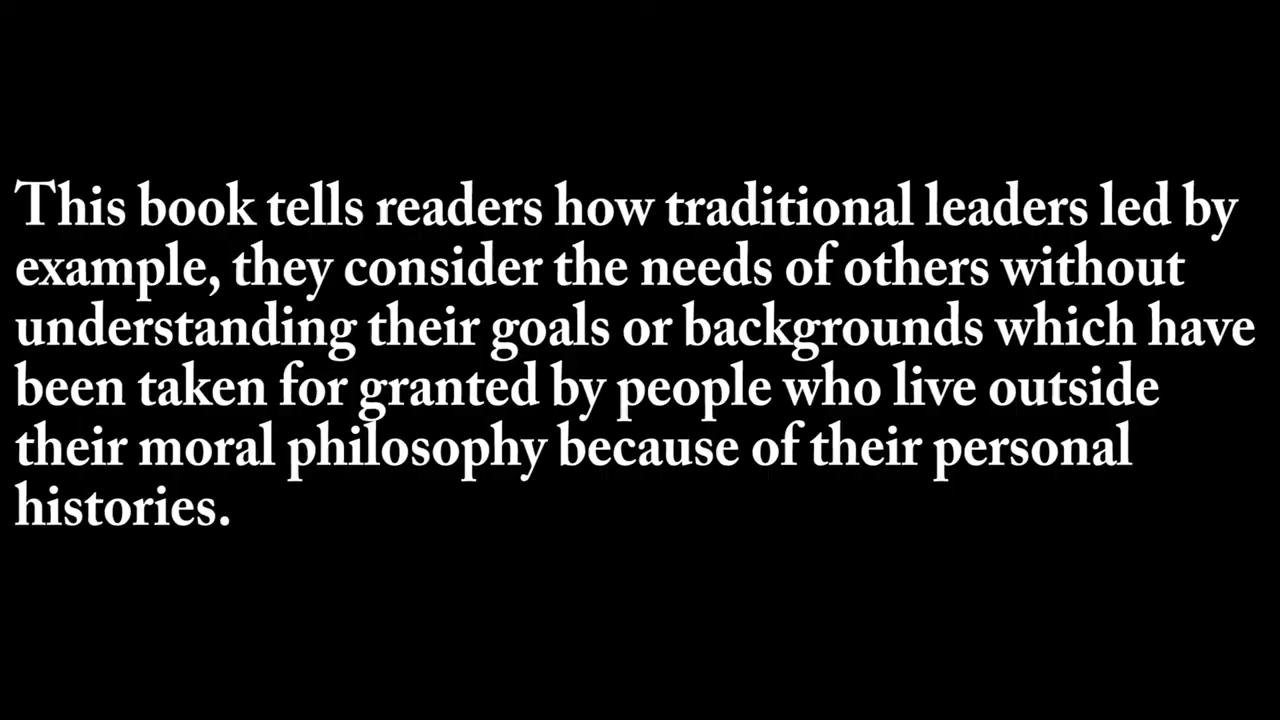 This book tells readers how traditional leaders led by
example, they consider the needs of others without
understanding their goals or backgrounds which have
been taken for granted by people who live outside
their moral philosophy because of their personal
histories.